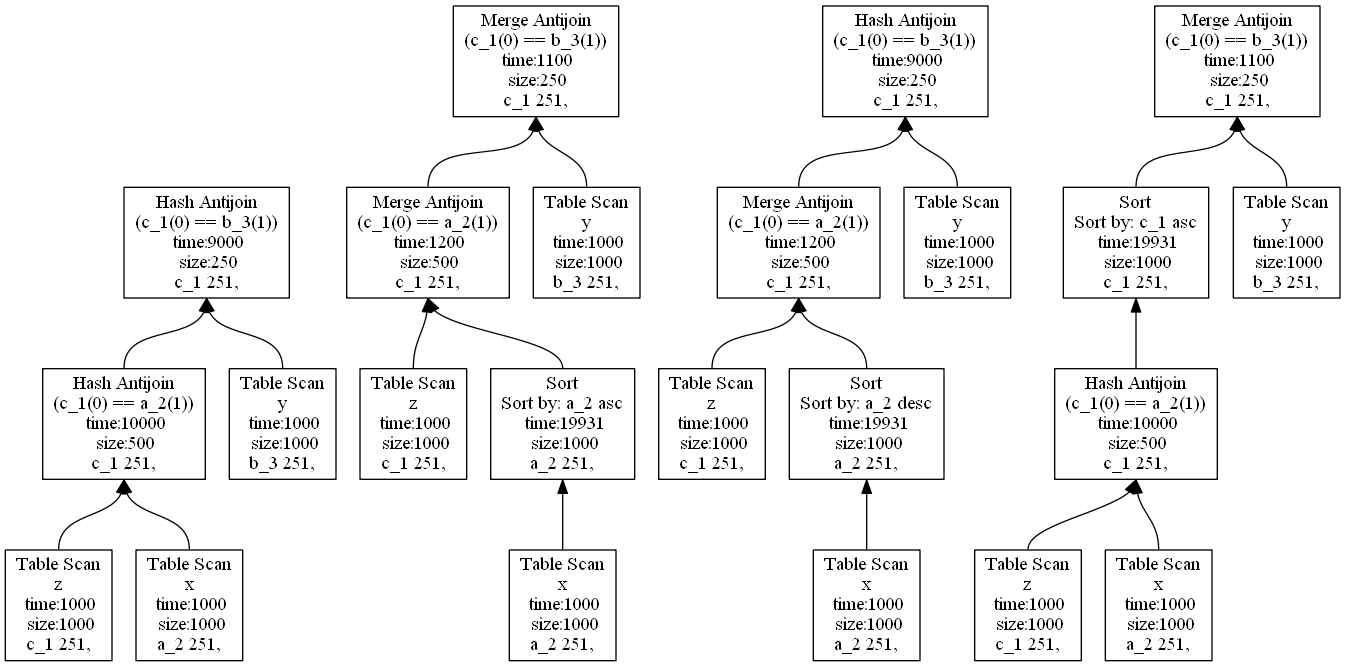 Merge Antijoin
(c_1(0) == b_3(1))
time:1100
size:250
c_1 251,
Hash Antijoin
(c_1(0) == b_3(1))
time:9000
size:250
c_1 251,
Merge Antijoin
(c_1(0) == b_3(1))
time:1100
size:250
c_1 251,
Hash Antijoin
(c_1(0) == b_3(1))
time:9000
size:250
c_1 251,
Merge Antijoin
(c_1(0) == a_2(1))
time:1200
size:500
c_1 251,
Table Scan
y
time:1000
size:1000
b_3 251,
Merge Antijoin
(c_1(0) == a_2(1))
time:1200
size:500
c_1 251,
Table Scan
y
time:1000
size:1000
b_3 251,
Sort
Sort by: c_1 asc
time:19931
size:1000
c_1 251,
Table Scan
y
time:1000
size:1000
b_3 251,
Hash Antijoin
(c_1(0) == a_2(1))
time:10000
size:500
c_1 251,
Table Scan
y
time:1000
size:1000
b_3 251,
Table Scan
z
time:1000
size:1000
c_1 251,
Sort
Sort by: a_2 asc
time:19931
size:1000
a_2 251,
Table Scan
z
time:1000
size:1000
c_1 251,
Sort
Sort by: a_2 desc
time:19931
size:1000
a_2 251,
Hash Antijoin
(c_1(0) == a_2(1))
time:10000
size:500
c_1 251,
Table Scan
z
time:1000
size:1000
c_1 251,
Table Scan
x
time:1000
size:1000
a_2 251,
Table Scan
x
time:1000
size:1000
a_2 251,
Table Scan
x
time:1000
size:1000
a_2 251,
Table Scan
z
time:1000
size:1000
c_1 251,
Table Scan
x
time:1000
size:1000
a_2 251,